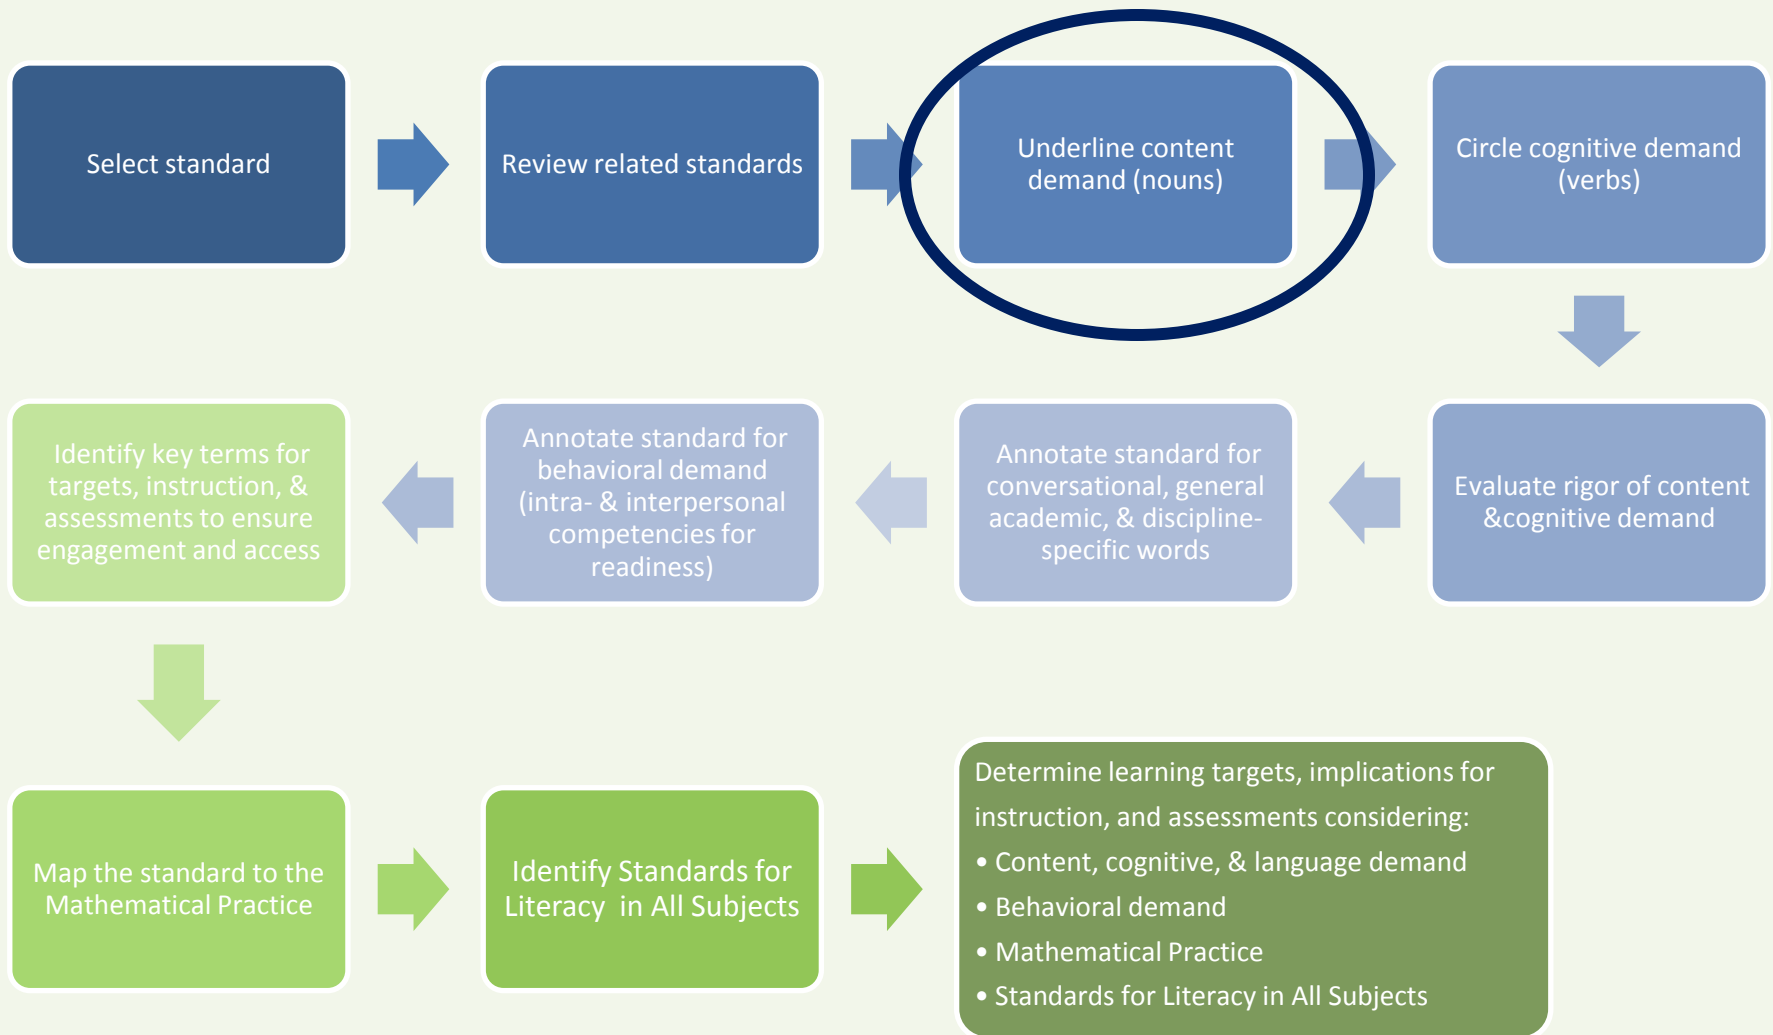 Select standard
Review related standards
Underline content
demand (nouns)
Circle cognitive demand
(verbs)
Evaluate rigor of content
&cognitive demand
Annotate standard for
conversational, general
academic, & discipline-
specific words
Annotate standard for
behavioral demand
(intra- & interpersonal
competencies for
readiness)
Identify key terms for
targets, instruction, &
assessments to ensure
engagement and access
Map the standard to the
Mathematical Practice
Identify Standards for
Literacy in All Subjects
Determine learning targets, implications for
instruction, and assessments considering:
• Content, cognitive, & language demand
• Behavioral demand
• Mathematical Practice
• Standards for Literacy in All Subjects